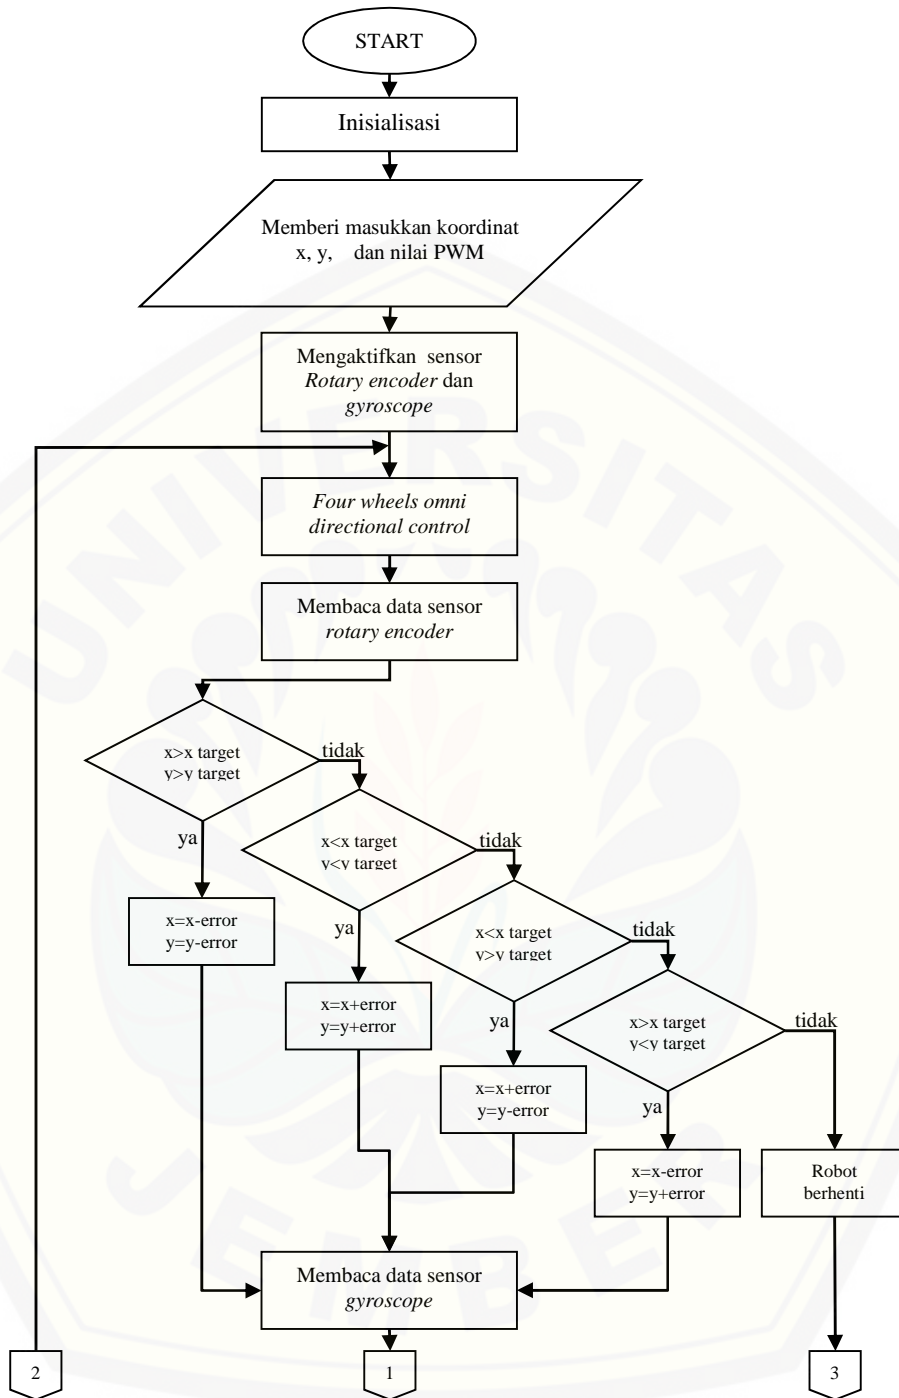 START
Inisialisasi
Memberi masukkan koordinat
x, y, dan nilai PWM
Mengaktifkan sensor
Rotary encoder dan
gyroscope
Four wheels omni
directional control
Membaca data sensor
rotary encoder
x>x target
y>y target
tidak
ya
x<x target
y<y target
tidak
ya
x=x-error
y=y-error
x<x target
y>y target
tidak
ya
x=x+error
y=y+error
x>x target
y<y target
tidak
ya
x=x+error
y=y-error
x=x-error
y=y+error
Robot
berhenti
Membaca data sensor
gyroscope
2
1
3
UNIVERSITAS
JEMBER